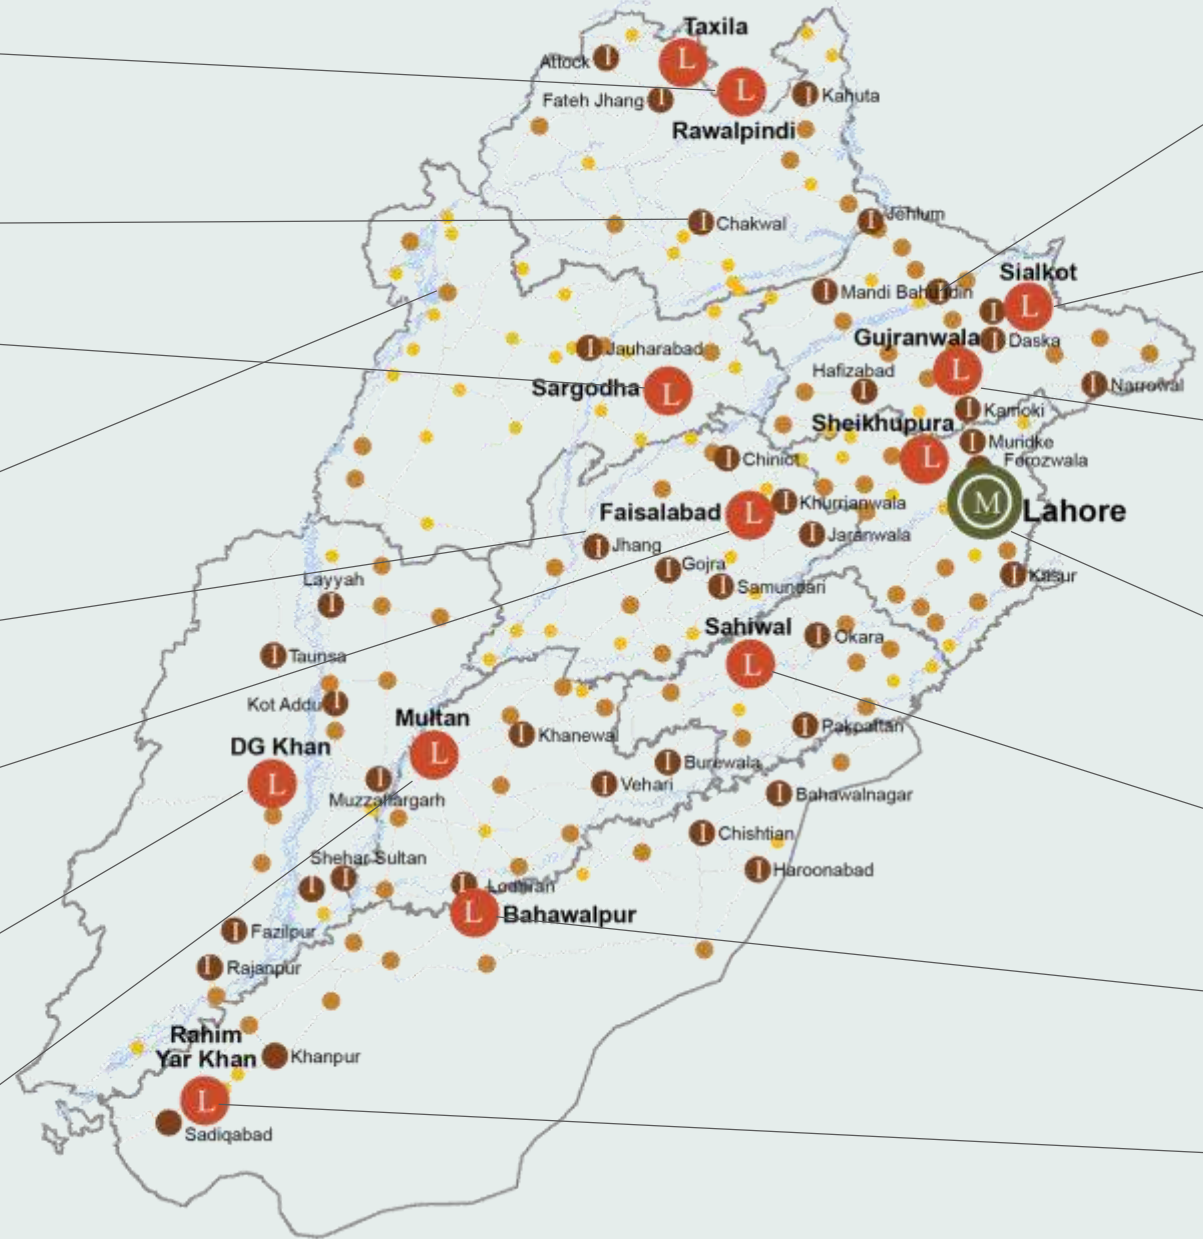 Taxila
L
Attock
I
L
Fateh Jhang
I
I
Kahuta
Rawalpindi
I
Chakwal
I
Jehlum
Sialkot
I
Mandi Bahuddin
I
I
L
Gujranwala
I
Daska
I
Jauharabad
Hafizabad
L
Sargodha
L
I
I
Narrowal
I
Kamoki
Sheikhupura
I
Muridke
I
Chiniot
L
Ferozwala
Faisalabad
L
I
Khurrianwala
M
Lahore
I
Jhang
I
Jaranwala
I
Gojra
I
Kasur
Layyah
I
I
Samundari
Sahiwal
I
Okara
I
Taunsa
L
Kot Addu
I
Multan
I
Khanewal
I
Pakpattan
DG Khan
L
L
I
Muzzaffargarh
I
Vehari
I
Burewala
I
Bahawalnagar
I
Chishtian
Shehar Sultan
I
I
I
Lodhran
I
Haroonabad
L
Bahawalpur
I
Fazilpur
I
Rajanpur
Rahim
Yar Khan
Khanpur
L
Sadiqabad